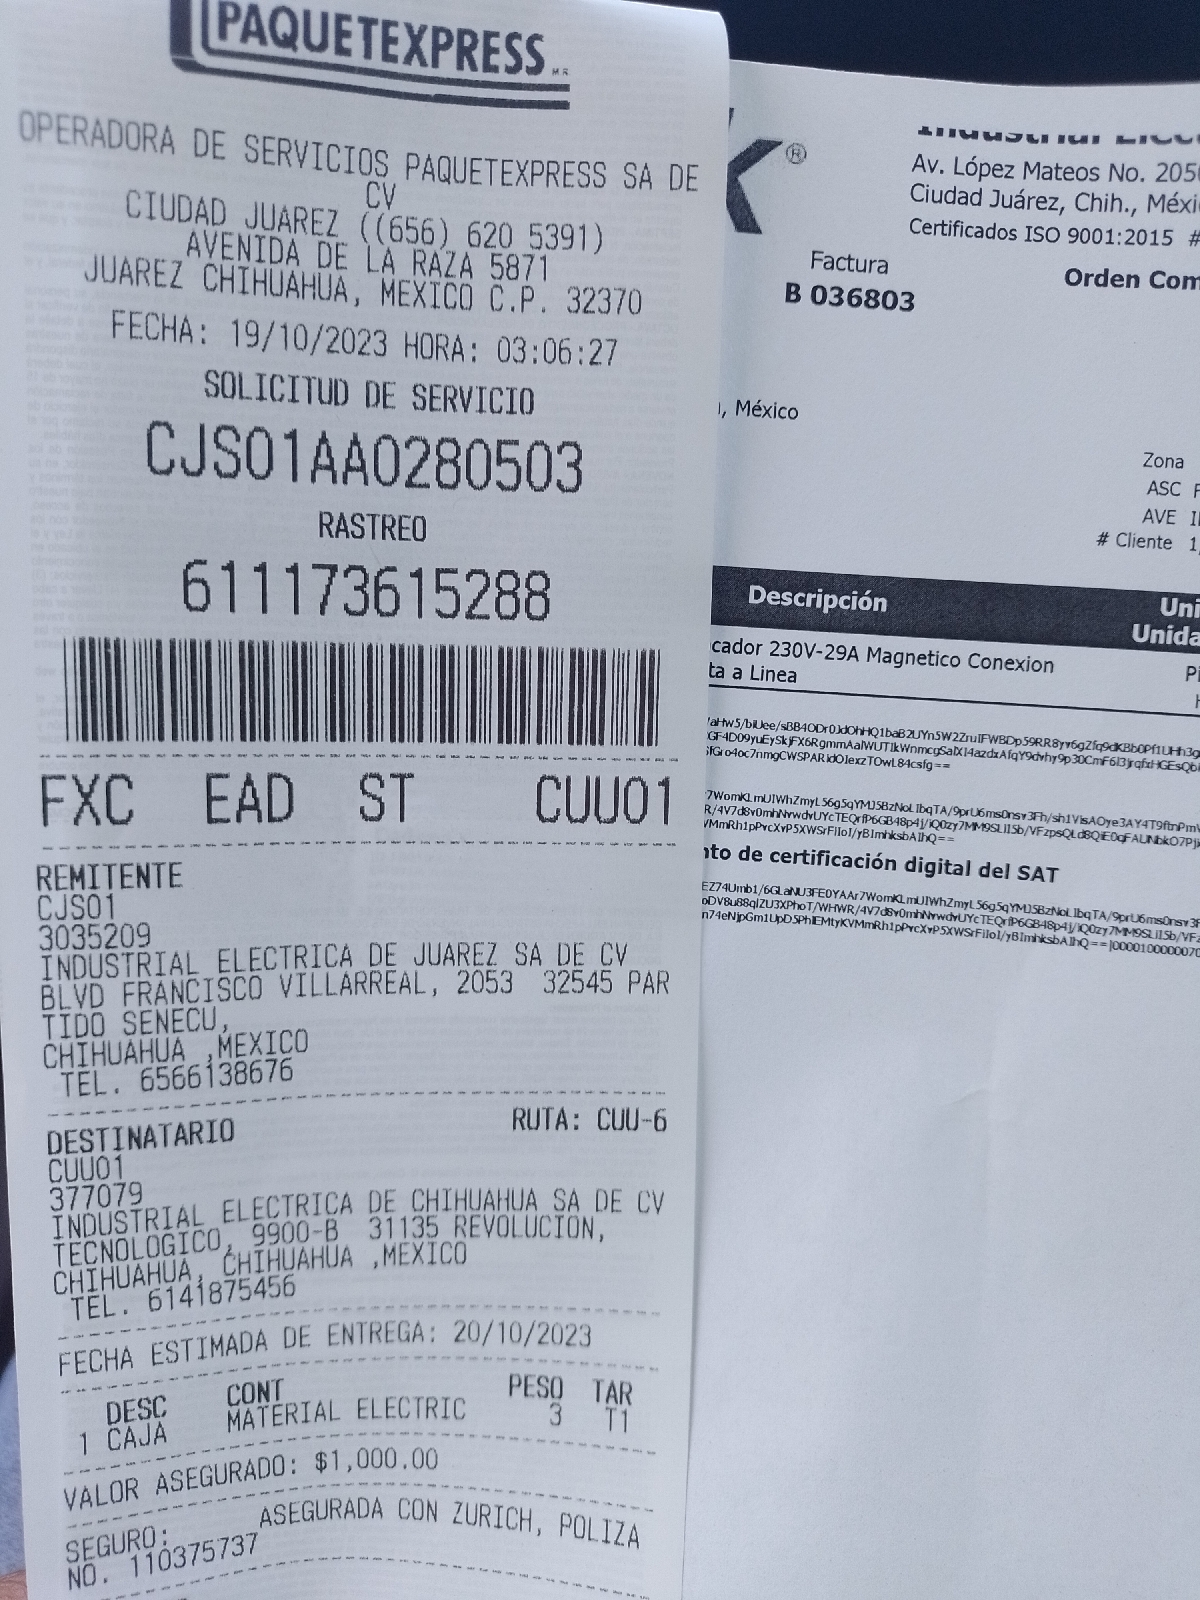 PAQUETEXPRESS M.R.
OPERADORA DE SERVICIOS PAQUETEXPRESS SA DE
CV
CIUDAD JUAREZ ((656) 620 5391)
AVENIDA DE LA RAZA 5871
JUAREZ CHIHUAHUA, MEXICO C.P. 32370
FECHA: 19/10/2023 HORA: 03:06:27
SOLICITUD DE SERVICIO
CJS01AA0280503
RASTREO
611173615288
FXC EAD ST CUU01
REMITENTE
CJS01
3035209
INDUSTRIAL ELECTRICA DE JUAREZ SA DE CV
BLVD FRANCISCO VILLARREAL, 2053 32545 PAR
TIDO SENECU,
CHIHUAHUA ,MEXICO
TEL. 6566138676
DESTINATARIO RUTA: CUU-6
CUU01
377079
INDUSTRIAL ELECTRICA DE CHIHUAHUA SA DE CV
TECNOLOGICO, 9900-B 31135 REVOLUCION,
CHIHUAHUA, CHIHUAHUA ,MEXICO
TEL. 6141875456
FECHA ESTIMADA DE ENTREGA: 20/10/2023
DESC CONT PESO TAR
1 CAJA MATERIAL ELECTRIC 3 T1
VALOR ASEGURADO: $1,000.00
SEGURO: ASEGURADA CON ZURICH, POLIZA
NO. 110375737
®
Av. López Mateos No. 205
Ciudad Juárez, Chih., Méxi
Certificados ISO 9001:2015 #
Factura
B 036803
Orden Com
, México
Zona
ASC
AVE
# Cliente 1,
Descripción Uni
Unida
cador 230V-29A Magnetico Conexion
ta a Linea
nto de certificación digital del SAT